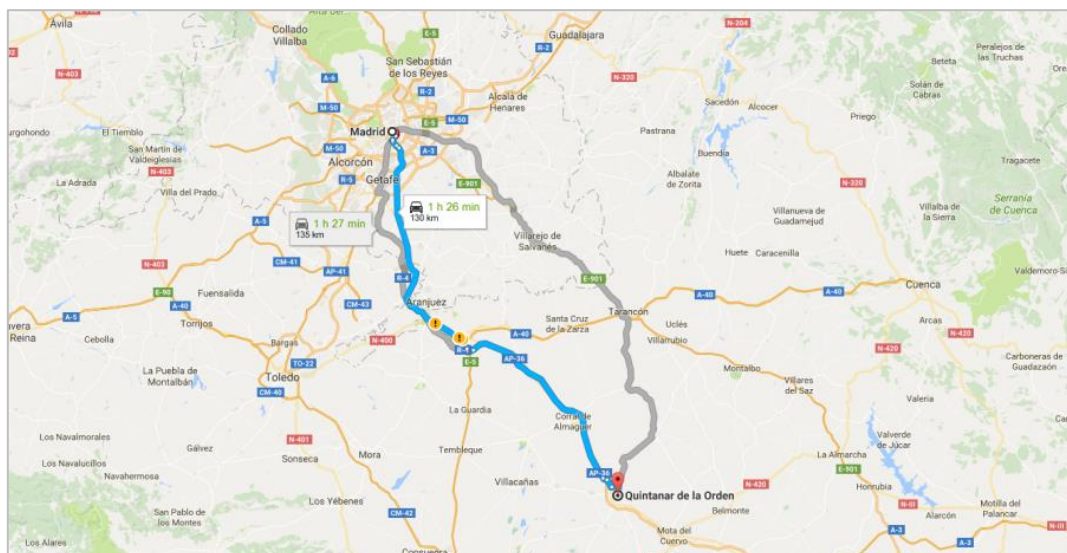 Ávila
Collado
Villalba
San Sebastián
de los Reyes
Guadalajara
N-204
Peralejos de
las Truchas
Beteta
N-403
A-6
R-2
R-2
E-5
Alcalá de
Henares
N-320
Solán de
Cabras
M-50
M-50
Sacedón
Alcocer
Priego
El Tiemblo
Madrid
Pastrana
San Martín de
Valdeiglesias
M-50
A-3
Buendía
Tragacete
Alcorcón
N-403
La Adrada
R-5
Getafe
E-901
Albalate
de Zorita
N-320
Serranía
de Cuenca
Villa del Prado
1 h 26 min
130 km
Villanueva de
Guadamejud
Villalba de
la Sierra
A-5
1 h 27 min
135 km
Villarejo de
Salvanés
Huete
Caracenilla
CM-41
N-403
AP-41
R-4
E-901
E-90
Fuensalida
CM-43
Aranjuez
A-40
A-40
Cuenca
A-40
A-5
Torrijos
Santa Cruz
de la Zarza
Tarancón
Uclés
Arcas
Cebolla
Bargas
N-400
A-40
Villarrubio
N-420
TO-22
E-5
AP-36
N-420
Carboneras de
Guadazaón
La Puebla de
Montalbán
Toledo
Montalbo
Villares
del Saz
CM-40
Valeria
La Guardia
Corral de
Almaguer
Los Navalmorales
Gálvez
N-401
Mora
Tembleque
Valverde
de Júcar
Sonseca
La Almarcha
Los Navalucillos
Navahermosa
AP-36
Villacañas
E-901
N-420
Honrubia
N-III
Los Yébenes
Quintanar de la Orden
Belmonte
Motilla del
Palancar
San Pablo de
los Montes
CM-42
Alarcón
Mota del
Cuervo
A-3
A-3
N-III
Los Alares
Consuegra